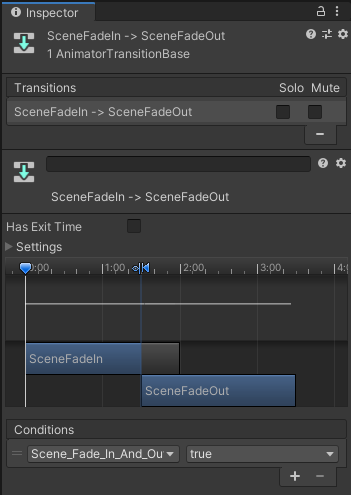 Inspector
SceneFadeIn -> SceneFadeOut
1 AnimatorTransitionBase
Transitions Solo Mute
SceneFadeIn -> SceneFadeOut
SceneFadeIn -> SceneFadeOut
Has Exit Time
Settings
0:00 1:00 2:00 3:00 4:0
SceneFadeIn
SceneFadeOut
Conditions
Scene_Fade_In_And_Ou true